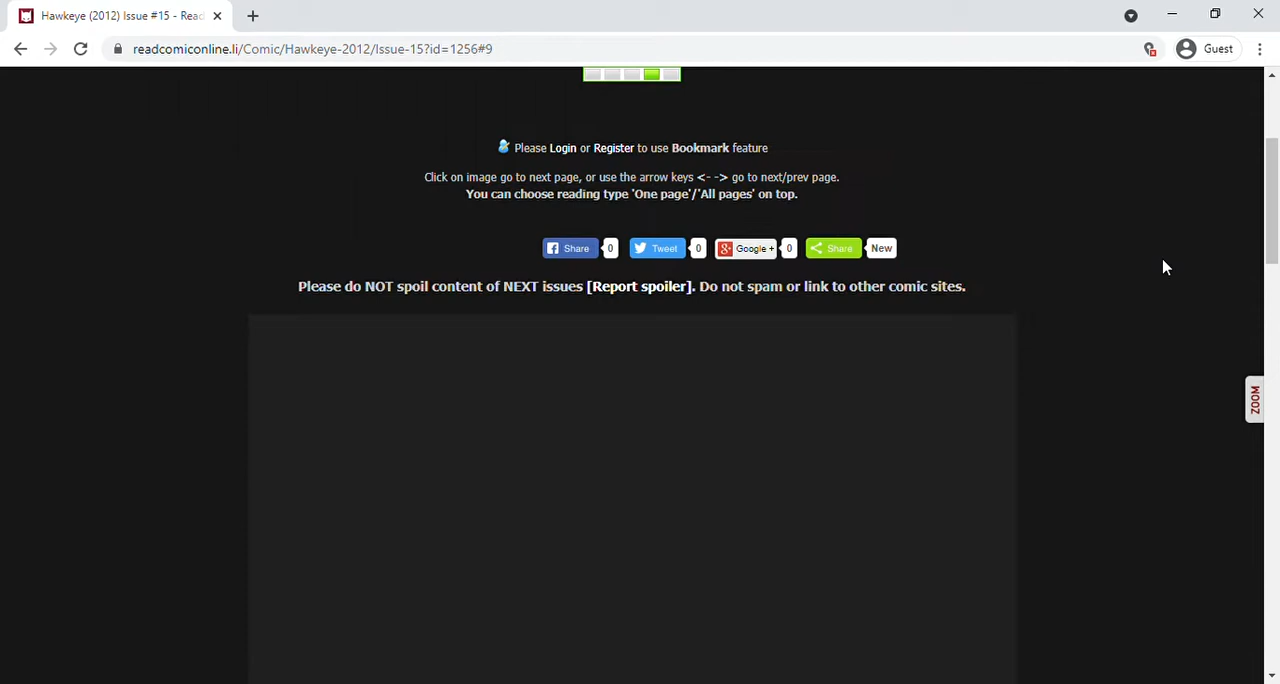 Hawkeye (2012) Issue #15 - Read
readcomiconline.li/Comic/Hawkeye-2012/Issue-15?id=1256#9
Guest
Please Login or Register to use Bookmark feature
Click on image go to next page, or use the arrow keys <- -> go to next/prev page.
You can choose reading type 'One page'/'All pages' on top.
Share 0 Tweet 0 Google + 0 Share New
Please do NOT spoil content of NEXT issues [Report spoiler]. Do not spam or link to other comic sites.
ZOOM